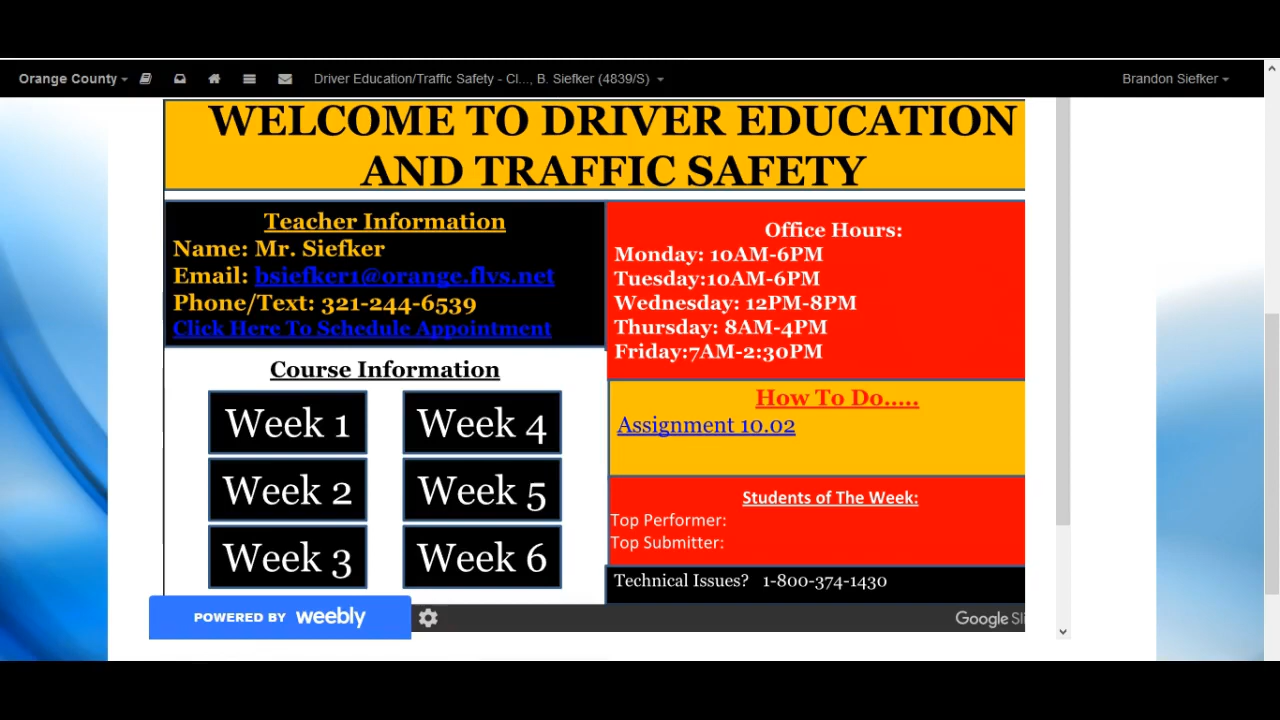 Orange County
Driver Education/Traffic Safety - Cl..., B. Siefker (4839/S)
Brandon Siefker
WELCOME TO DRIVER EDUCATION
AND TRAFFIC SAFETY
Teacher Information
Name: Mr. Siefker
Email: bsiefker1@orange.flvs.net
Phone/Text: 321-244-6539
Click Here To Schedule Appointment
Office Hours:
Monday: 10AM-6PM
Tuesday:10AM-6PM
Wednesday: 12PM-8PM
Thursday: 8AM-4PM
Friday:7AM-2:30PM
Course Information
Week 1
Week 4
Week 2
Week 5
Week 3
Week 6
How To Do.....
Assignment 10.02
Students of The Week:
Top Performer:
Top Submitter:
Technical Issues? 1-800-374-1430
POWERED BY weebly
Google Sli